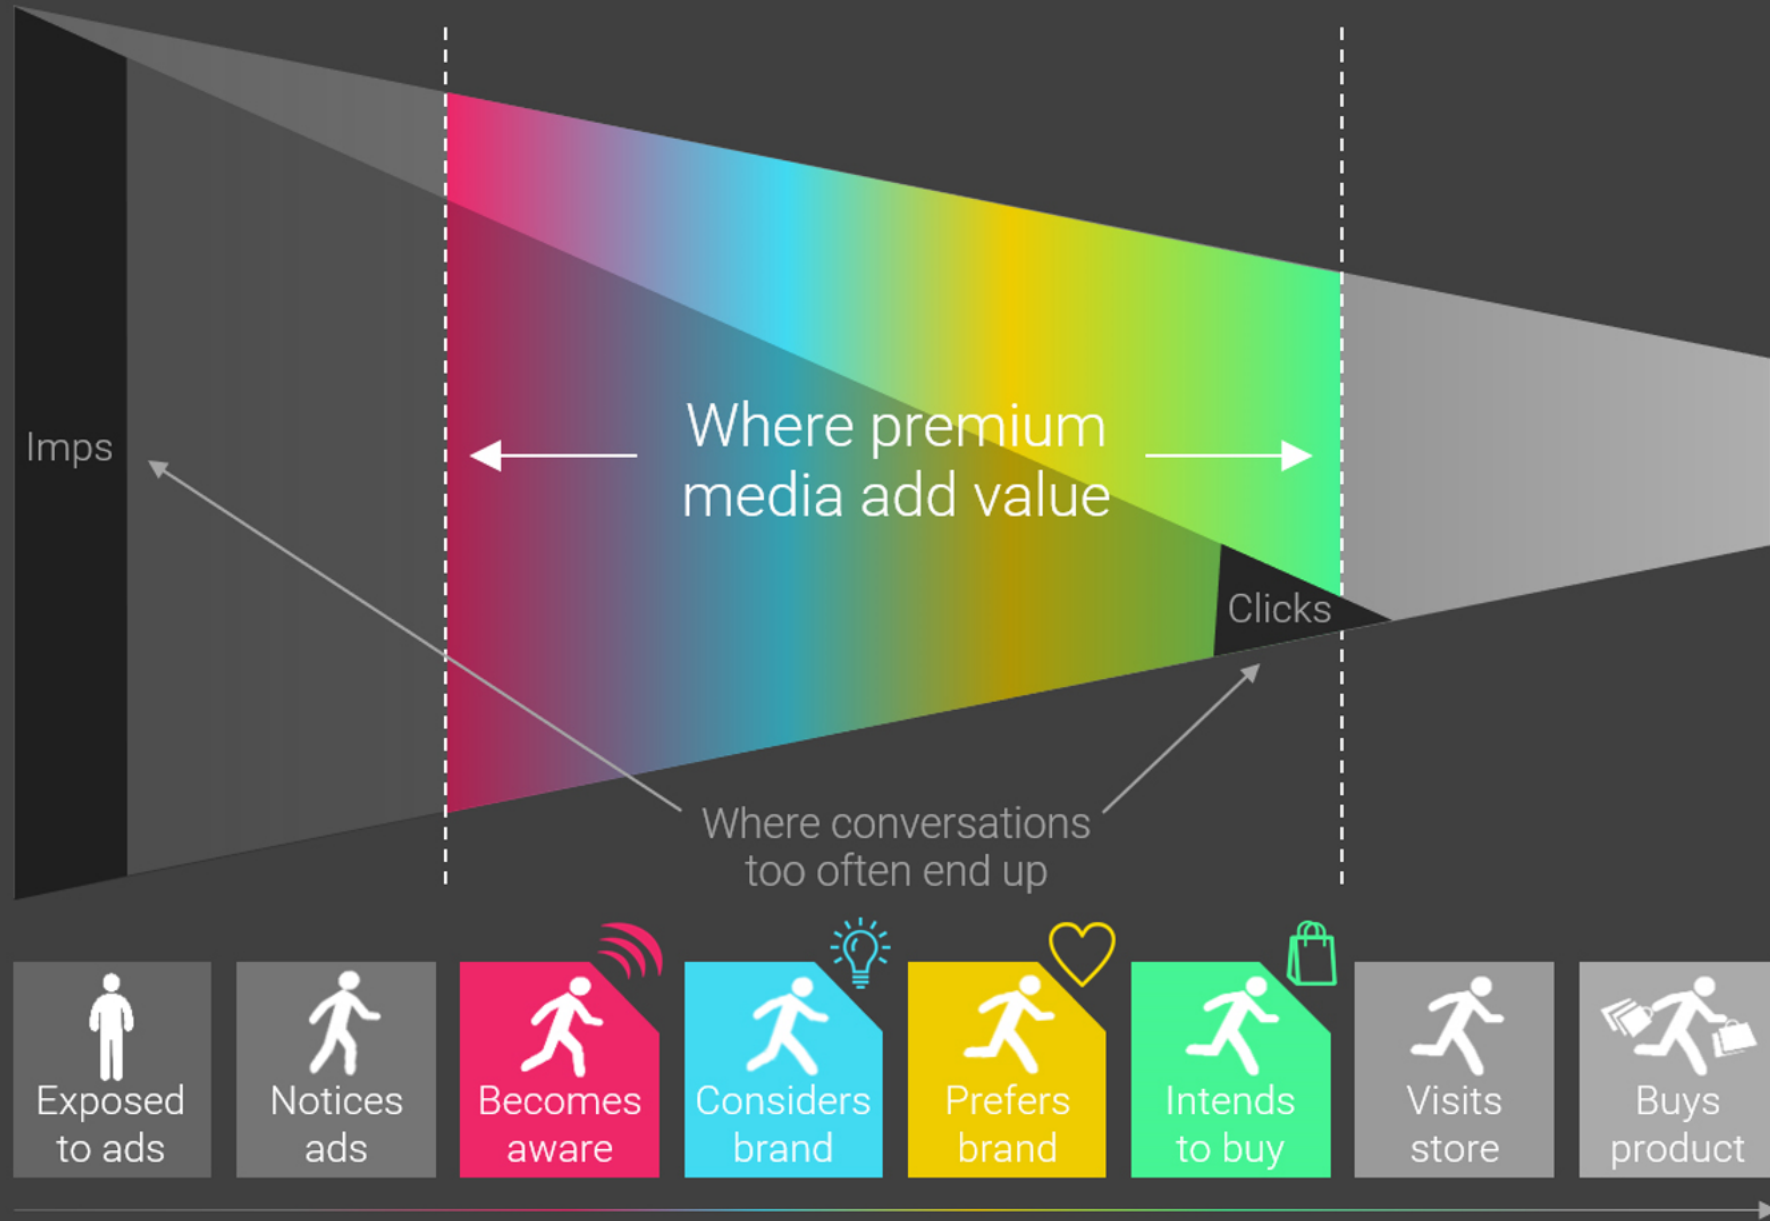 Imps
Where premium
media add value
Clicks
Where conversations
too often end up
Exposed
to ads
Notices
ads
Becomes
aware
Considers
brand
Prefers
brand
Intends
to buy
Visits
store
Buys
product